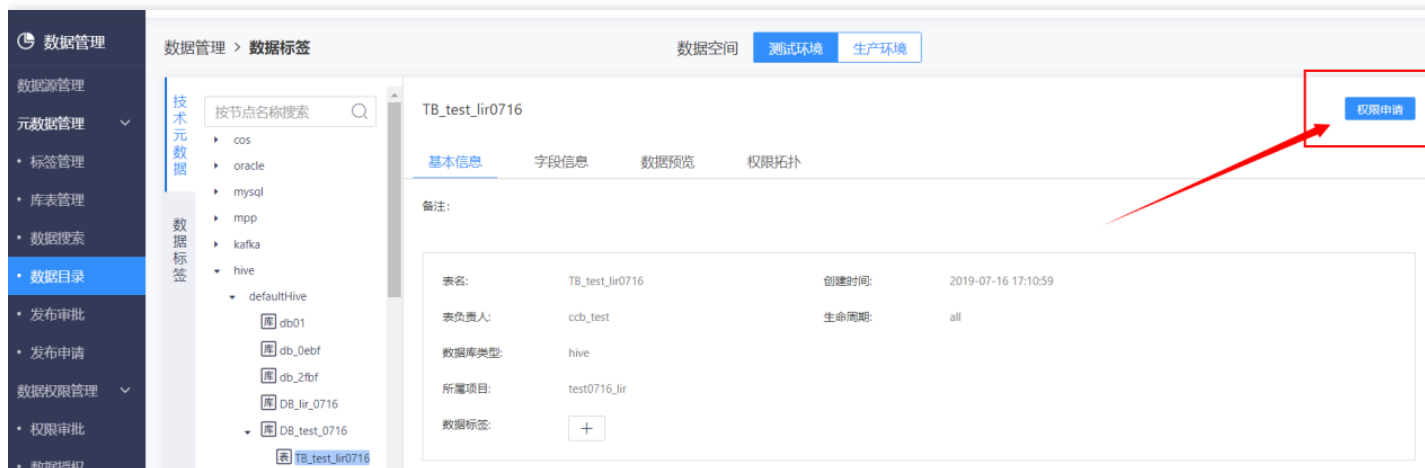 数据管理
数据源管理
元数据管理
标签管理
库表管理
数据搜索
数据目录
发布审批
发布申请
数据权限管理
权限审批
数据授权
数据管理 > 数据标签
数据空间 测试环境 生产环境
技术元数据
数据标签
按节点名称搜索
cos
oracle
mysql
mpp
kafka
hive
defaultHive
库 db01
库 db_0ebf
库 db_2fbf
库 DB_lir_0716
库 DB_test_0716
表 TB_test_lir0716
TB_test_lir0716
权限申请
基本信息 字段信息 数据预览 权限拓扑
备注:
表名: TB_test_lir0716 创建时间: 2019-07-16 17:10:59
表负责人: ccb_test 生命周期: all
数据库类型: hive
所属项目: test0716_lir
数据标签: +